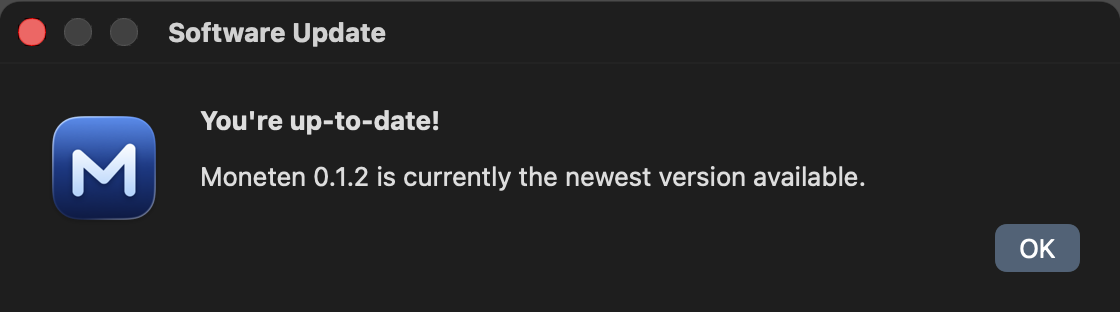 Software Update
M
You're up-to-date!
Moneten 0.1.2 is currently the newest version available.
OK